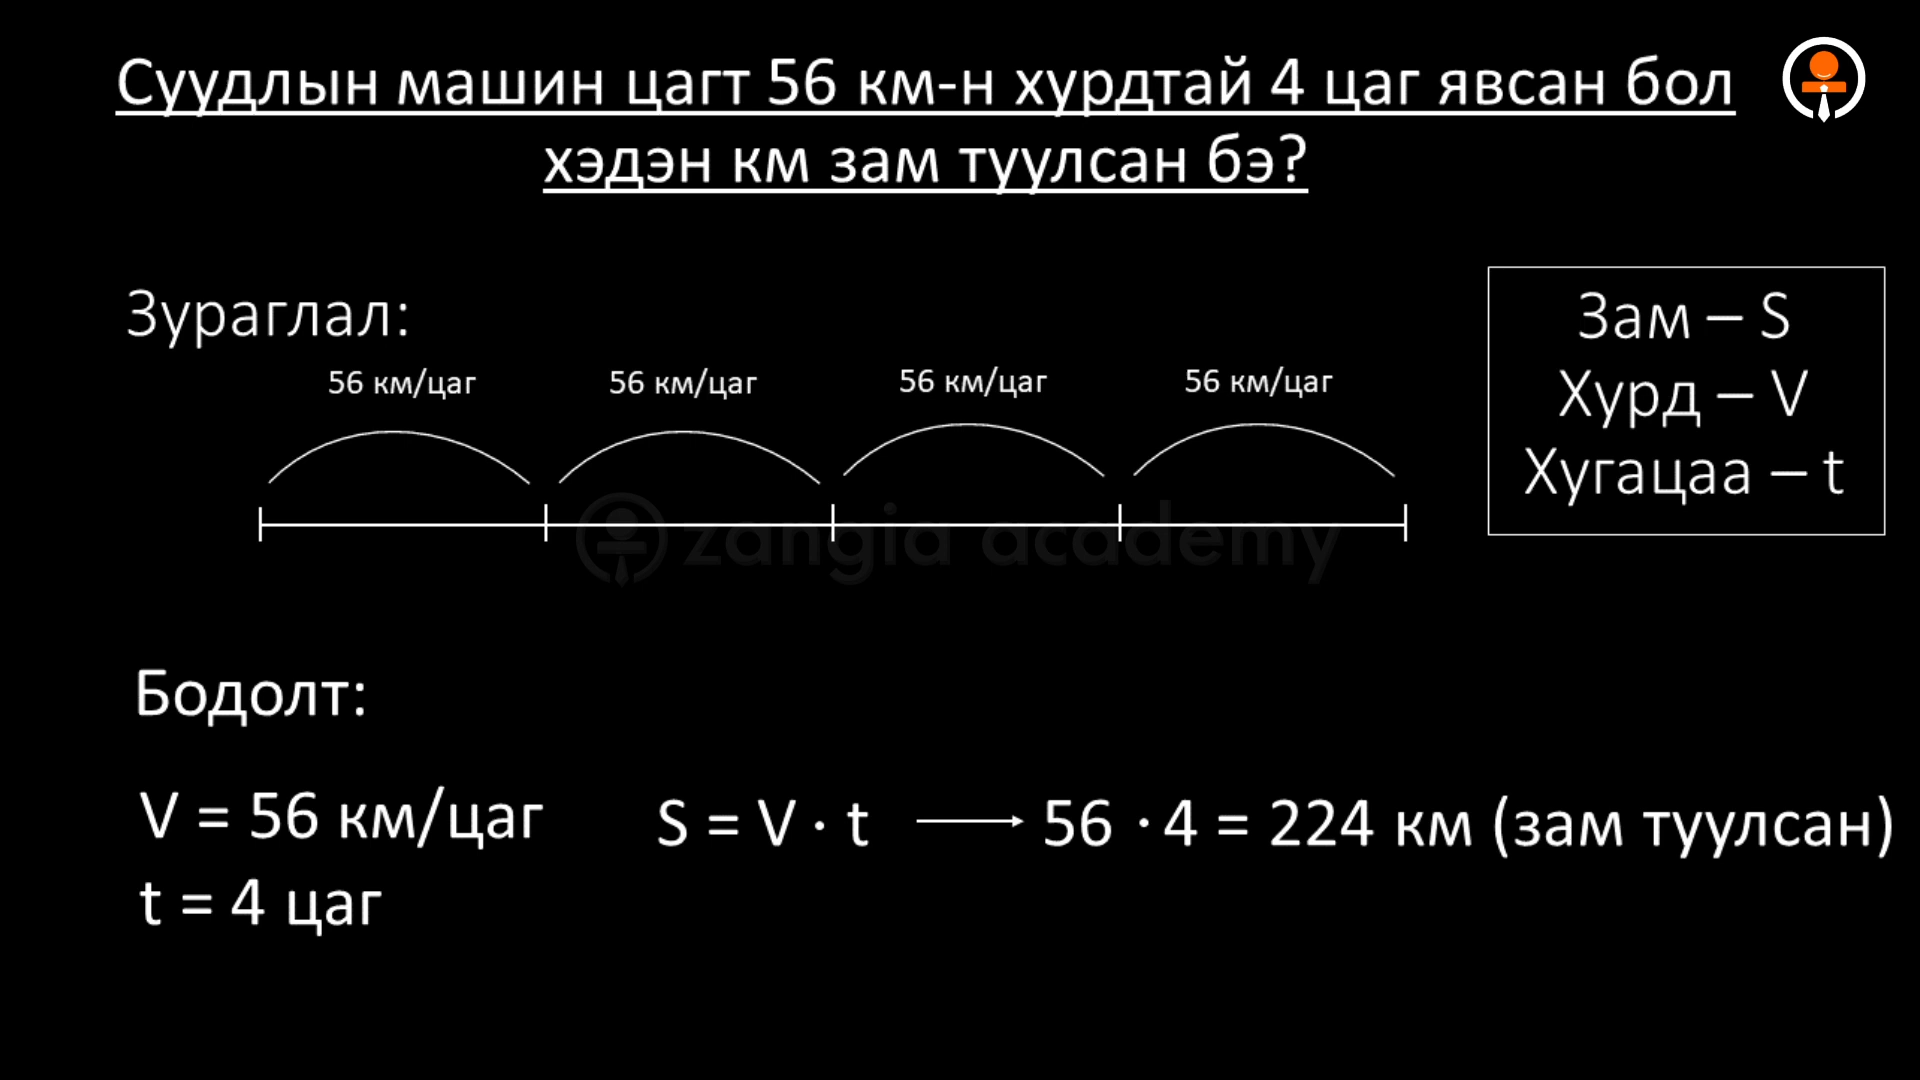 Суудлын машин цагт 56 км-н хурдтай 4 цаг явсан бол
хэдэн км зам туулсан бэ?
Зураглал:
56 км/цаг 56 км/цаг 56 км/цаг 56 км/цаг
Зам – S
Хурд – V
Хугацаа – t
zangia academy
Бодолт:
V = 56 км/цаг
t = 4 цаг
S = V · t ⟶ 56 · 4 = 224 км (зам туулсан)